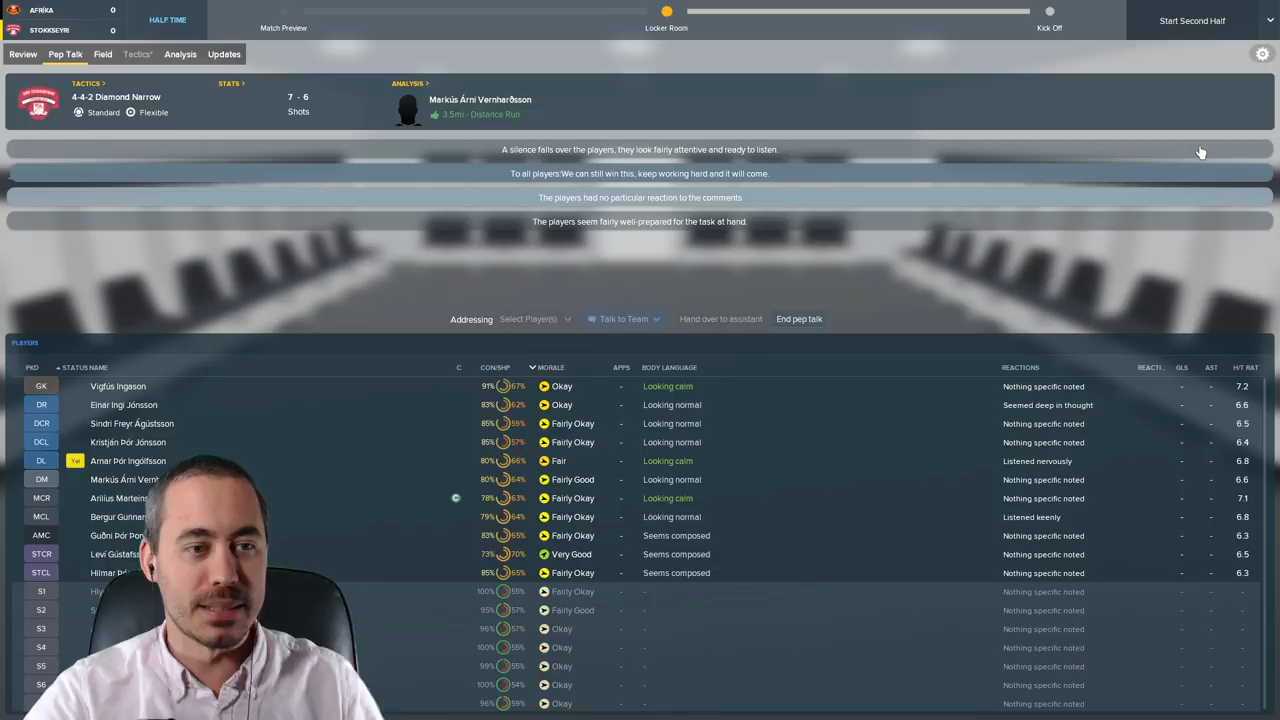 AFRÍKA 0
STOKKSEYRI 0
HALF TIME
Match Preview Locker Room Kick Off
Start Second Half
Review Pep Talk Field Tactics* Analysis Updates
TACTICS > STATS > ANALYSIS >
4-4-2 Diamond Narrow 7 - 6 Markús Árni Vernharðsson
Standard Flexible Shots 3.5mi - Distance Run
A silence falls over the players, they look fairly attentive and ready to listen.
To all players:We can still win this, keep working hard and it will come.
The players had no particular reaction to the comments
The players seem fairly well-prepared for the task at hand.
Addressing Select Player(s) Talk to Team Hand over to assistant End pep talk
PLAYERS
PKD STATUS NAME C CON/SHP MORALE APPS BODY LANGUAGE REACTIONS REACTI... GLS AST H/T RAT
GK Vigfús Ingason 91% 67% Okay - Looking calm Nothing specific noted - - 7.2
DR Einar Ingi Jónsson 83% 62% Okay - Looking normal Seemed deep in thought - - 6.6
DCR Sindri Freyr Ágústsson 85% 59% Fairly Okay - Looking normal Nothing specific noted - - 6.5
DCL Kristján Þór Jónsson 85% 57% Fairly Okay - Looking normal Nothing specific noted - - 6.4
DL Yel Arnar Þór Ingólfsson 80% 66% Fair - Looking calm Listened nervously - - 6.8
DM Markús Árni Vernh 80% 64% Fairly Good - Looking normal Nothing specific noted - - 6.6
MCR Arilíus Marteins C 78% 63% Fairly Okay - Looking calm Nothing specific noted - - 7.1
MCL Bergur Gunnar 79% 64% Fairly Okay - Looking normal Listened keenly - - 6.8
AMC Guðni Þór Þor 83% 65% Fairly Okay - Seems composed Nothing specific noted - - 6.3
STCR Leví Gústafss 73% 70% Very Good - Seems composed Nothing specific noted - - 6.5
STCL Hilmar 85% 65% Fairly Okay - Seems composed Nothing specific noted - - 6.3
S1 Hly 100% 55% Fairly Okay - - Nothing specific noted - - -
S2 S 95% 57% Fairly Good - - Nothing specific noted - - -
S3 96% 57% Okay - - Nothing specific noted - - -
S4 100% 55% Okay - - Nothing specific noted - - -
S5 99% 55% Okay - - Nothing specific noted - - -
S6 100% 54% Okay - - Nothing specific noted - - -
96% 59% Okay - - Nothing specific noted - - -